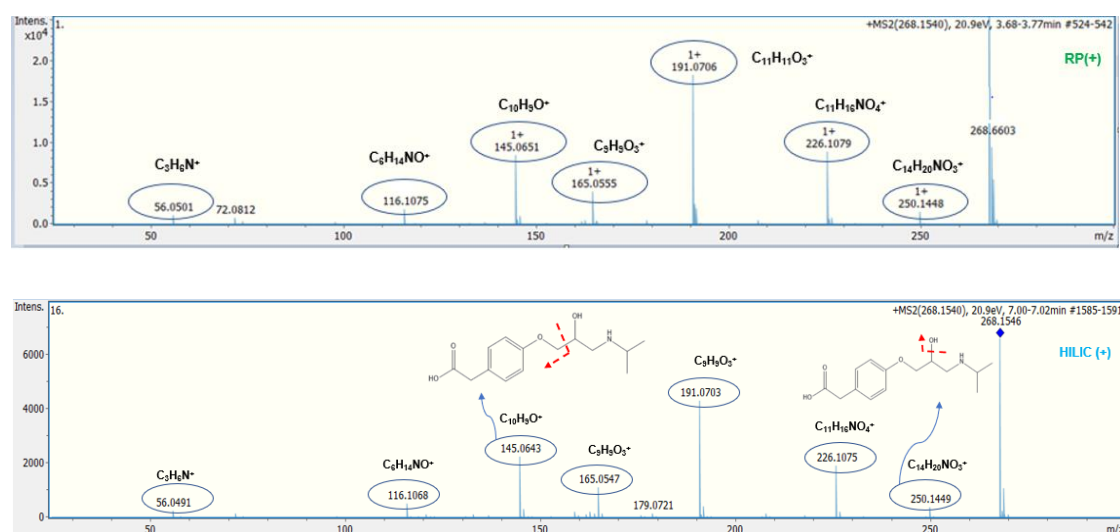 Intens. 1.
x10⁴
+MS2(268.1540), 20.9eV, 3.68-3.77min #524-542
RP(+)
2.0
1.5
1.0
0.5
0.0
C₃H₆N⁺
56.0501
72.0812
C₆H₁₄NO⁺
116.1075
C₁₀H₉O⁺
1+
145.0651
C₉H₉O₃⁺
1+
165.0555
1+
191.0706
C₁₁H₁₁O₃⁺
C₁₁H₁₆NO₄⁺
1+
226.1079
C₁₄H₂₀NO₃⁺
1+
250.1448
268.6603
50 100 150 200 250 m/z
Intens. 16.
+MS2(268.1540), 20.9eV, 7.00-7.02min #1585-1591
268.1546
HILIC (+)
6000
4000
2000
0
OH
H
N
O
O
HO
OH
H
N
O
O
HO
C₃H₆N⁺
56.0491
C₆H₁₄NO⁺
116.1068
C₁₀H₉O⁺
145.0643
C₉H₉O₃⁺
165.0547
179.0721
C₉H₉O₃⁺
191.0703
C₁₁H₁₆NO₄⁺
226.1075
C₁₄H₂₀NO₃⁺
250.1449
50 100 150 200 250 m/z